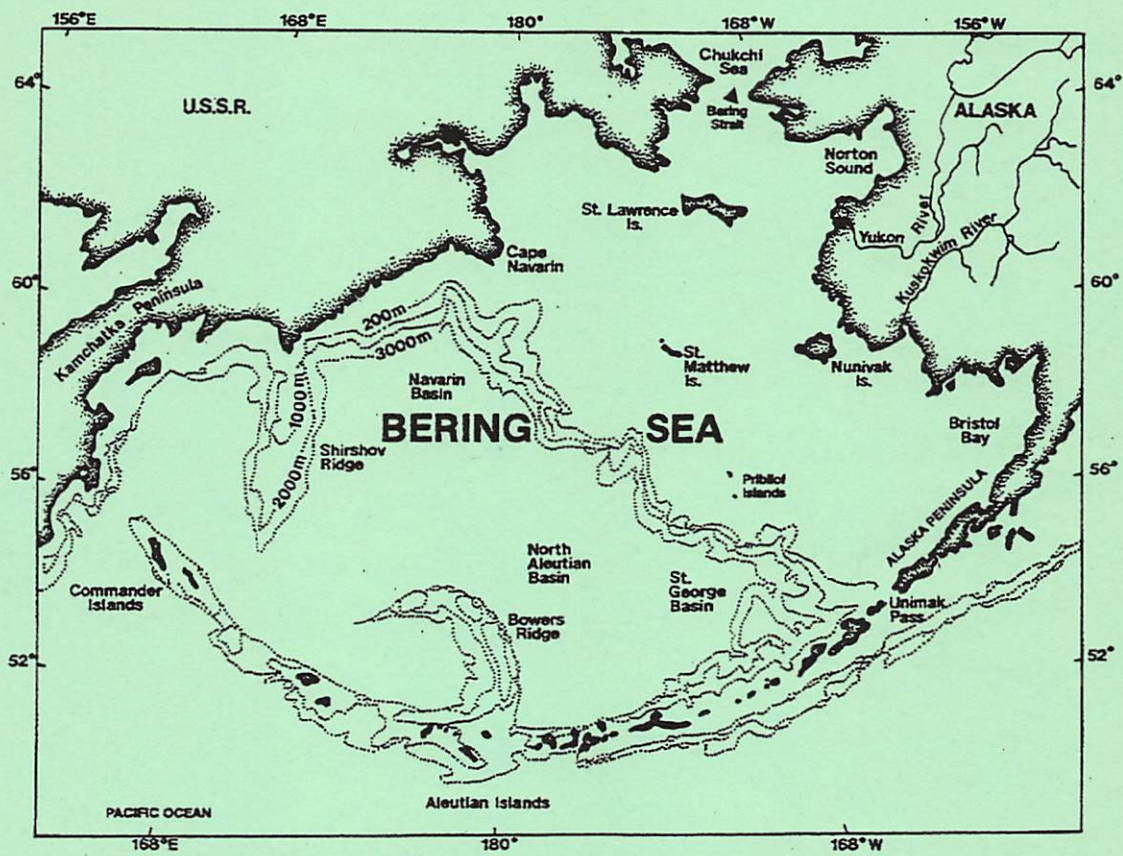 156°E 168°E 180° 168°W 156°W
64° 64°
Chukchi
Sea
U.S.S.R.
Bering
Strait
ALASKA
Norton
Sound
St. Lawrence
Is.
Yukon River
Kuskokwim River
Cape
Navarin
60° 60°
Kamchatka Peninsula
200m
3000m
St.
Matthew
Is.
Nunivak
Is.
Navarin
Basin
1000m
BERING SEA
Bristol
Bay
Shirshov
Ridge
2000m
56° 56°
Pribilof
Islands
ALASKA PENINSULA
North
Aleutian
Basin
St.
George
Basin
Commander
Islands
Bowers
Ridge
Unimak
Pass
52° 52°
Aleutian Islands
PACIFIC OCEAN
168°E 180° 168°W